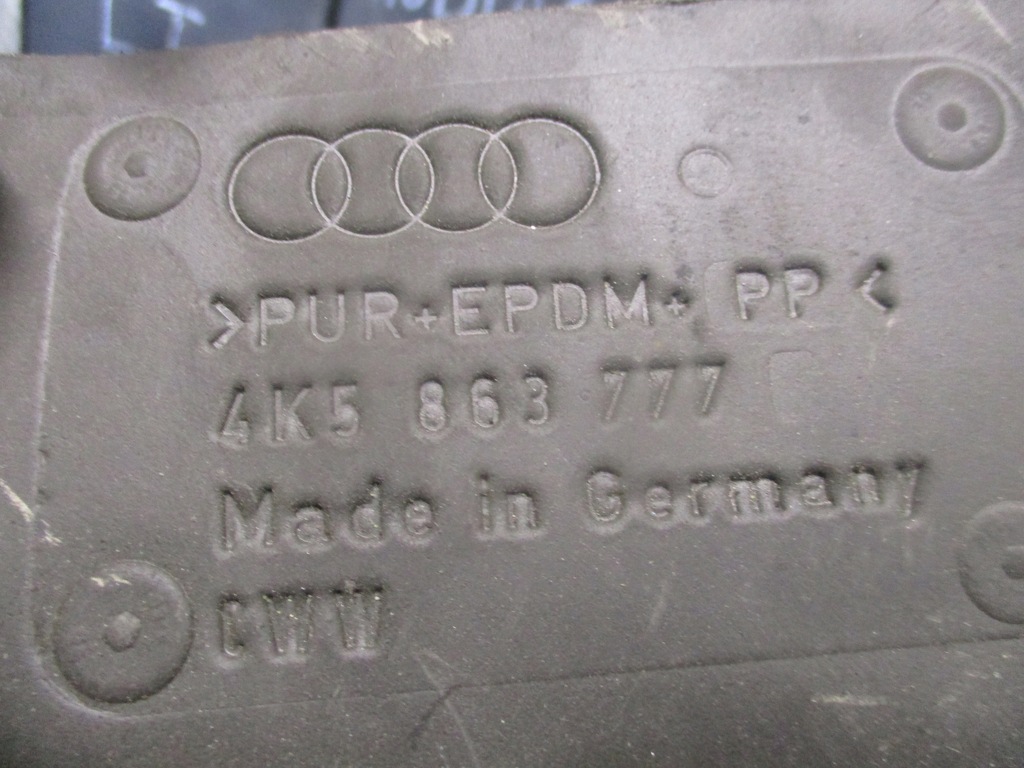 >PUR+EPDM+ PP<
4K5 863 777
Made in Germany
CWW